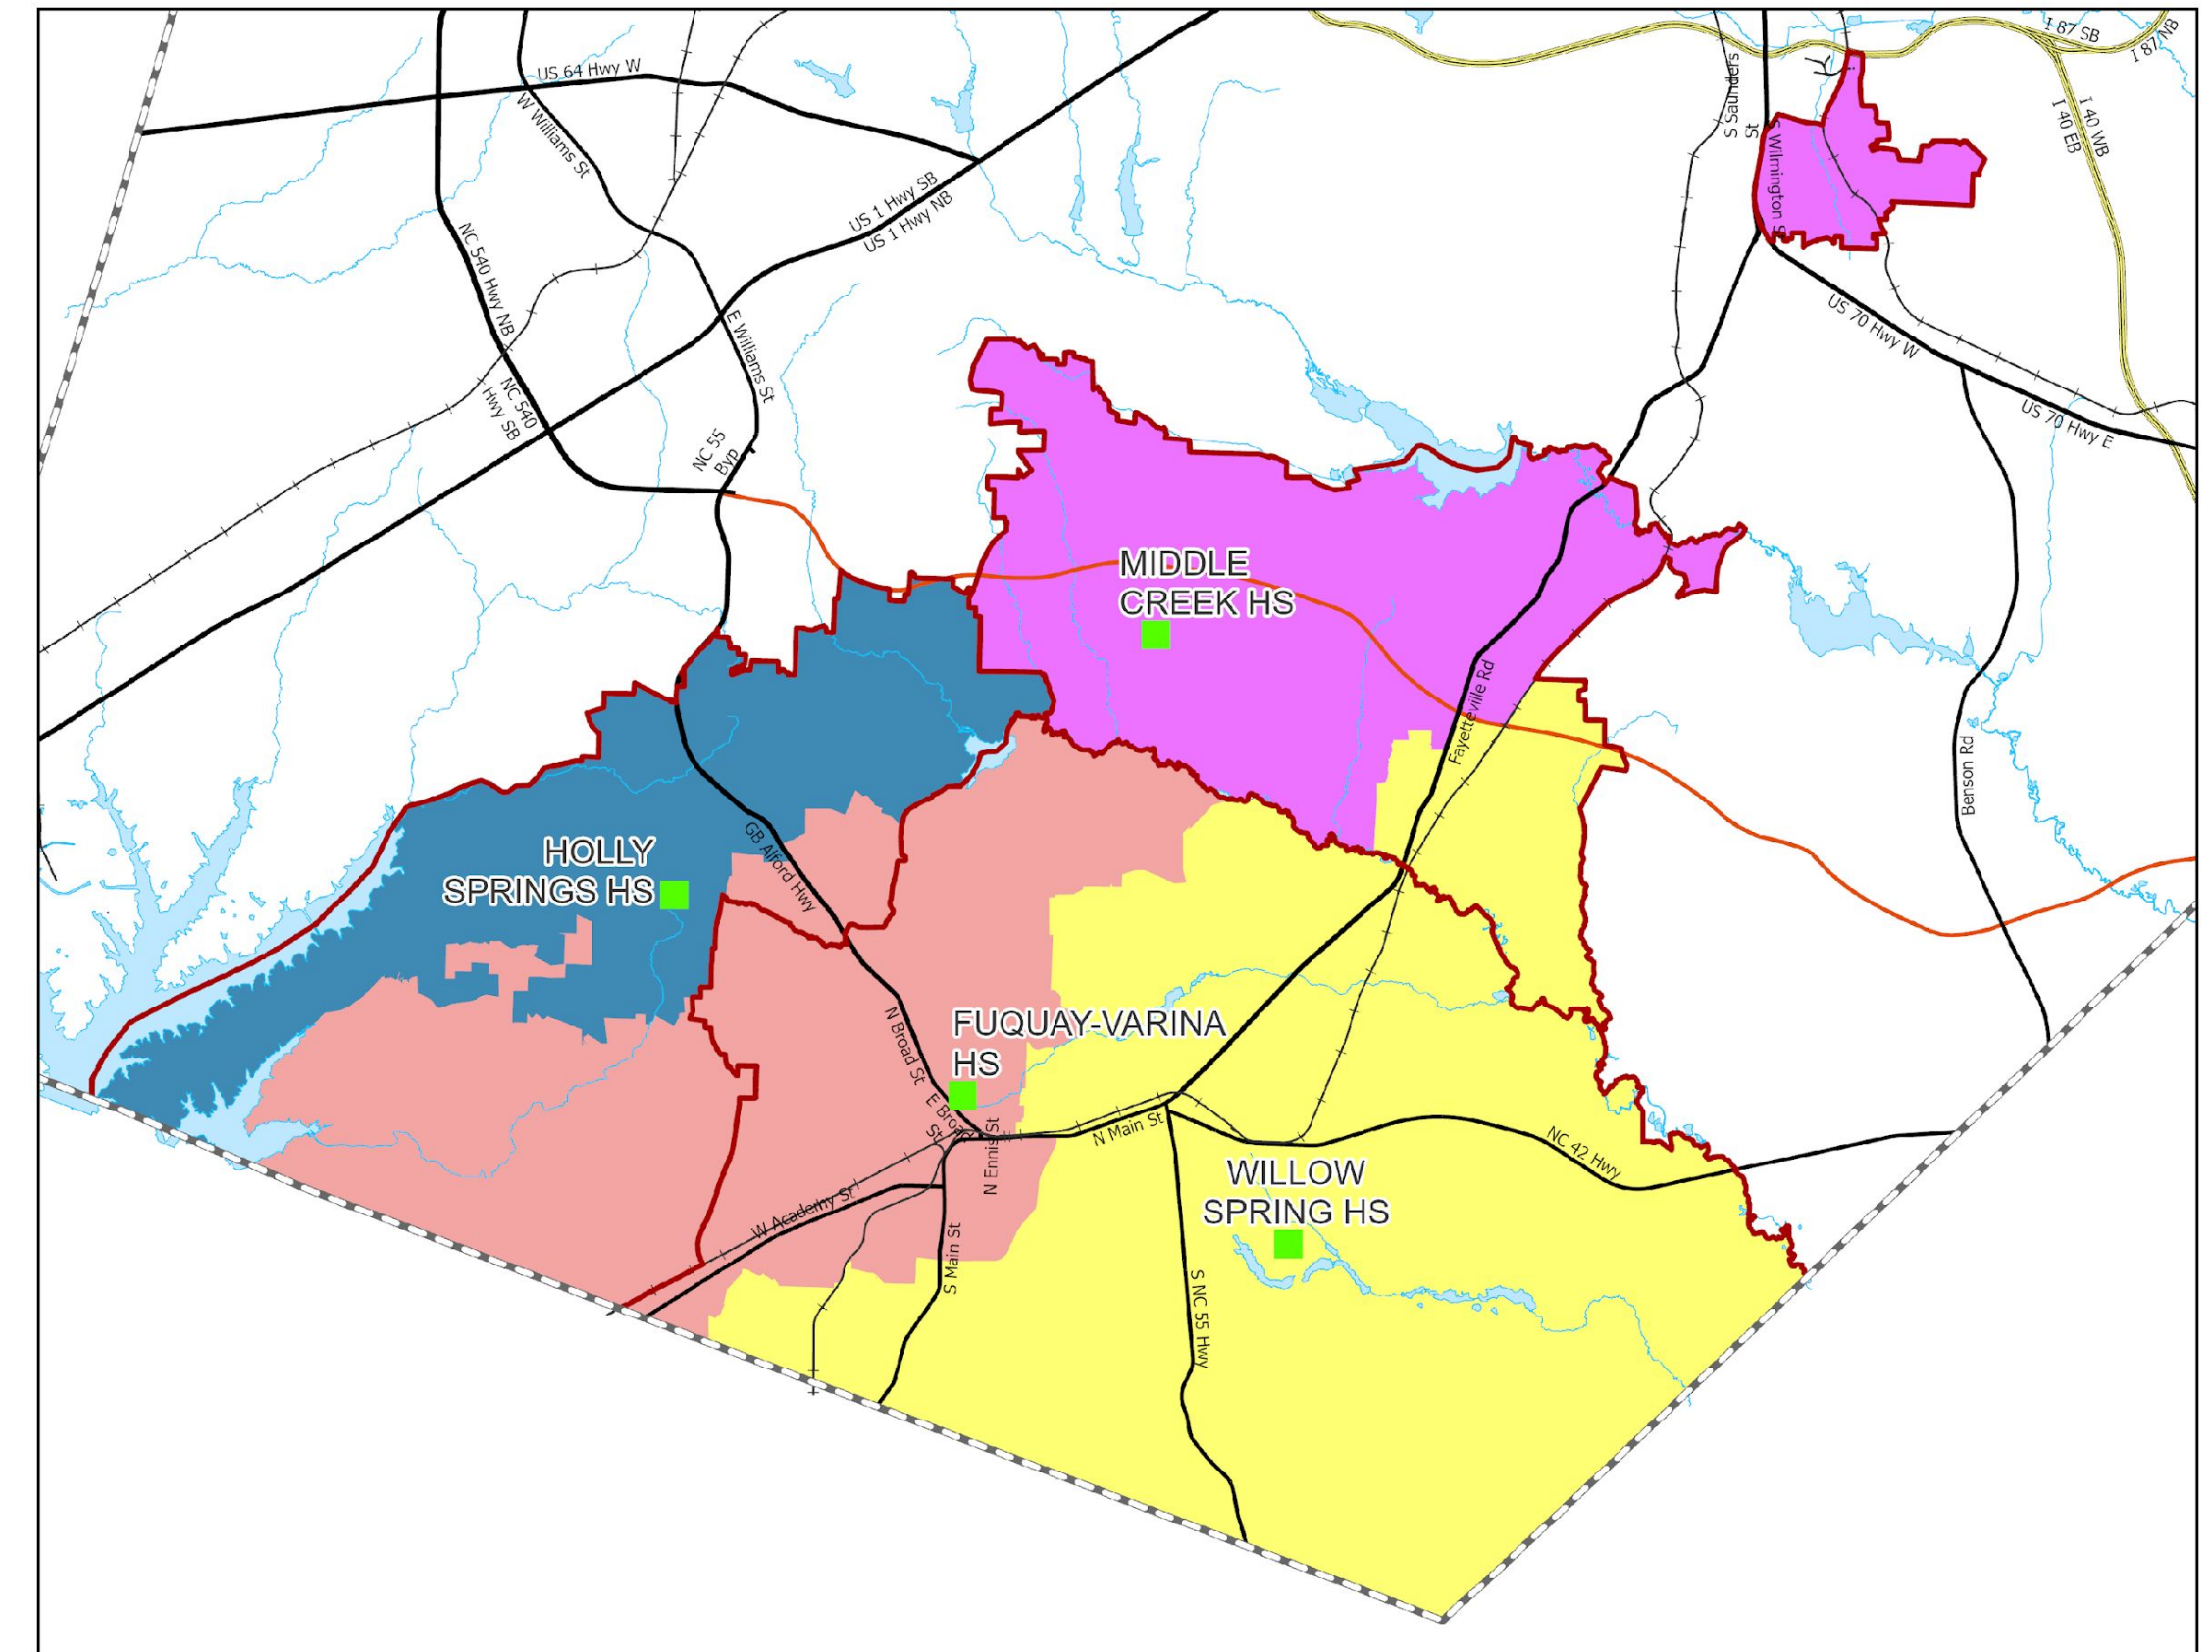 I 87 SB
I 87 NB
US 64 Hwy W
S Saunders
St
I 40 WB
I 40 EB
W Williams St
S Wilmington S
US 1 Hwy SB
US 1 Hwy NB
NC 540 Hwy NB
US 70 Hwy W
E Williams St
NC 540
Hwy SB
US 70 Hwy E
NC 55
Byp
MIDDLE
CREEK HS
Fayetteville Rd
Benson Rd
HOLLY
SPRINGS HS
GB Alford Hwy
FUQUAY-VARINA
HS
N Broad St
E Broad
St
N Ennis St
N Main St
NC 42 Hwy
WILLOW
SPRING HS
W Academy St
S Main St
S NC 55 Hwy